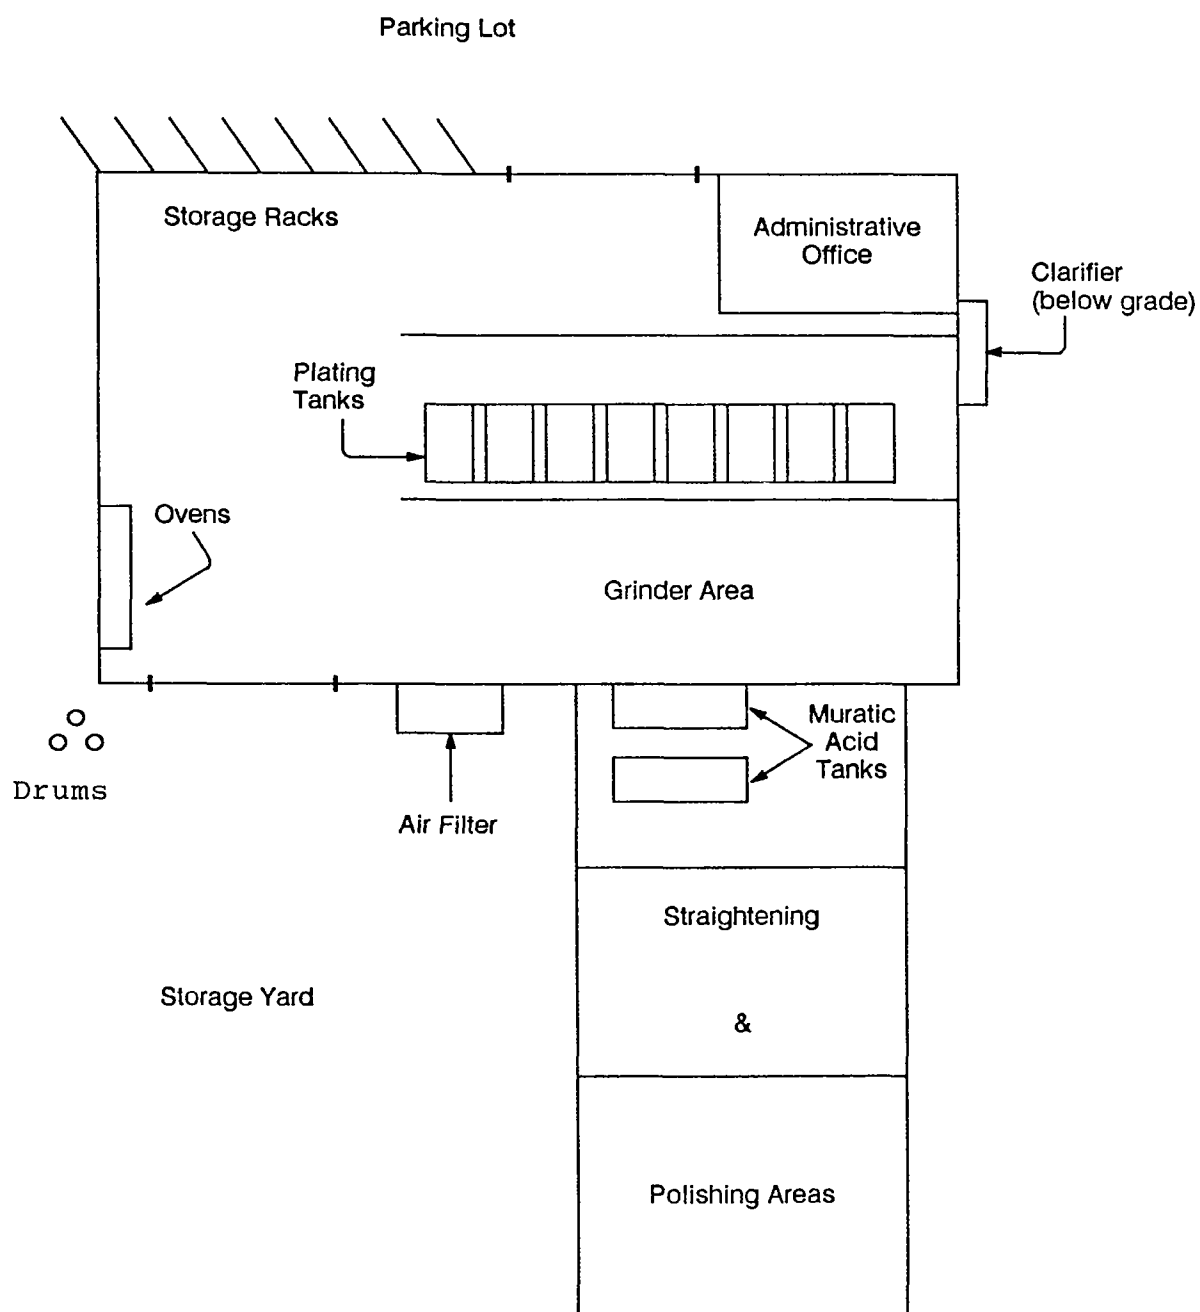 Parking Lot
Storage Racks
Administrative
Office
Clarifier
(below grade)
Plating
Tanks
Ovens
Grinder Area
Muratic
Acid
Tanks
Drums
Air Filter
Straightening
Storage Yard
&
Polishing Areas